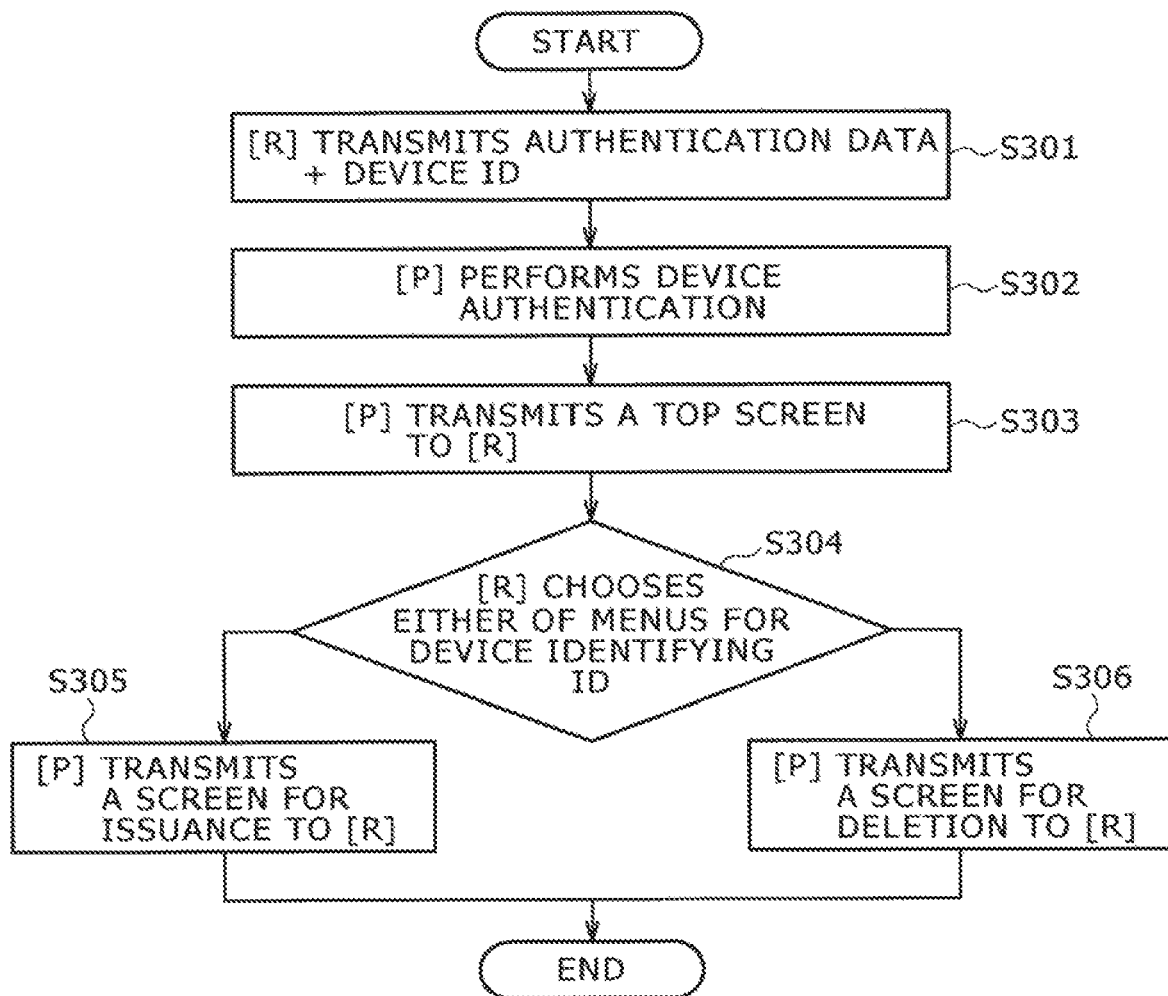 START
[R] TRANSMITS AUTHENTICATION DATA
+ DEVICE ID
S301
[P] PERFORMS DEVICE
AUTHENTICATION
S302
[P] TRANSMITS A TOP SCREEN
TO [R]
S303
S304
[R] CHOOSES
EITHER OF MENUS FOR
DEVICE IDENTIFYING
ID
S305
[P] TRANSMITS
A SCREEN FOR
ISSUANCE TO [R]
S306
[P] TRANSMITS
A SCREEN FOR
DELETION TO [R]
END